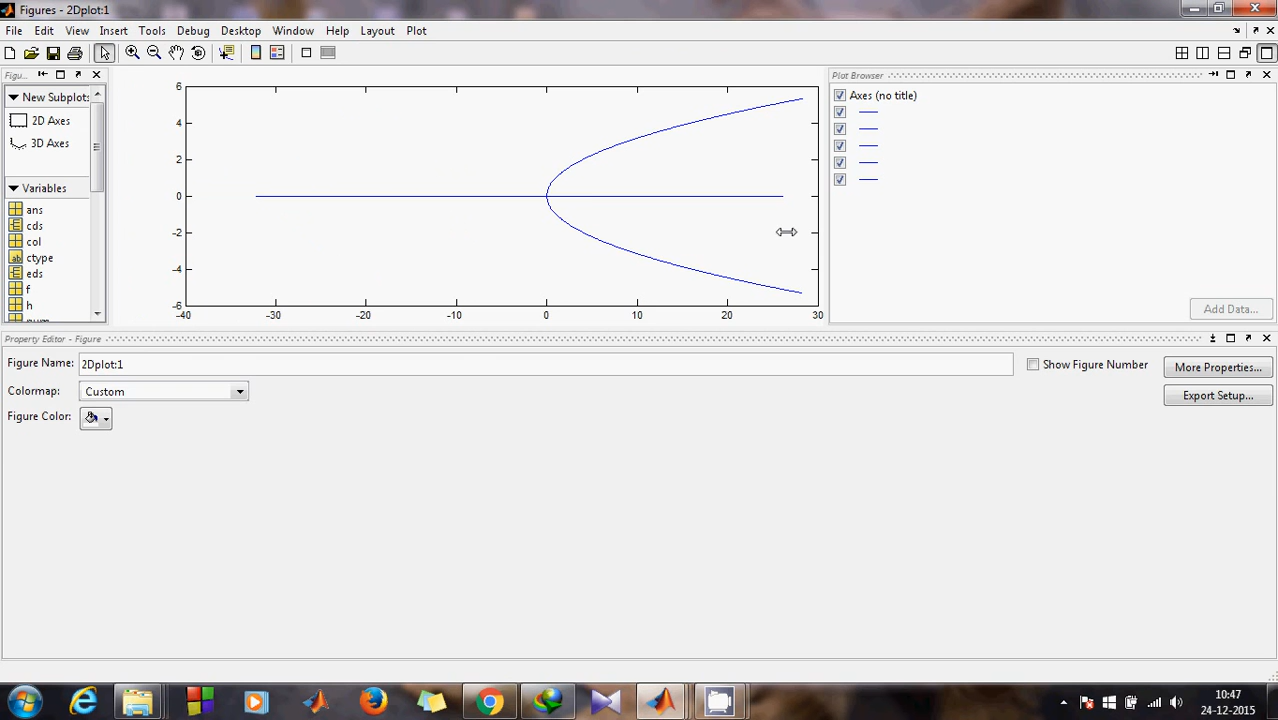 Figures - 2Dplot:1
File Edit View Insert Tools Debug Desktop Window Help Layout Plot
Figu...
New Subplots
2D Axes
3D Axes
Variables
ans
cds
col
ctype
eds
f
h
6
4
2
0
-2
-4
-6
-40 -30 -20 -10 0 10 20 30
Plot Browser
Axes (no title)
Add Data...
Property Editor - Figure
Figure Name: 2Dplot:1
Show Figure Number
More Properties...
Colormap: Custom
Export Setup...
Figure Color:
10:47
24-12-2015